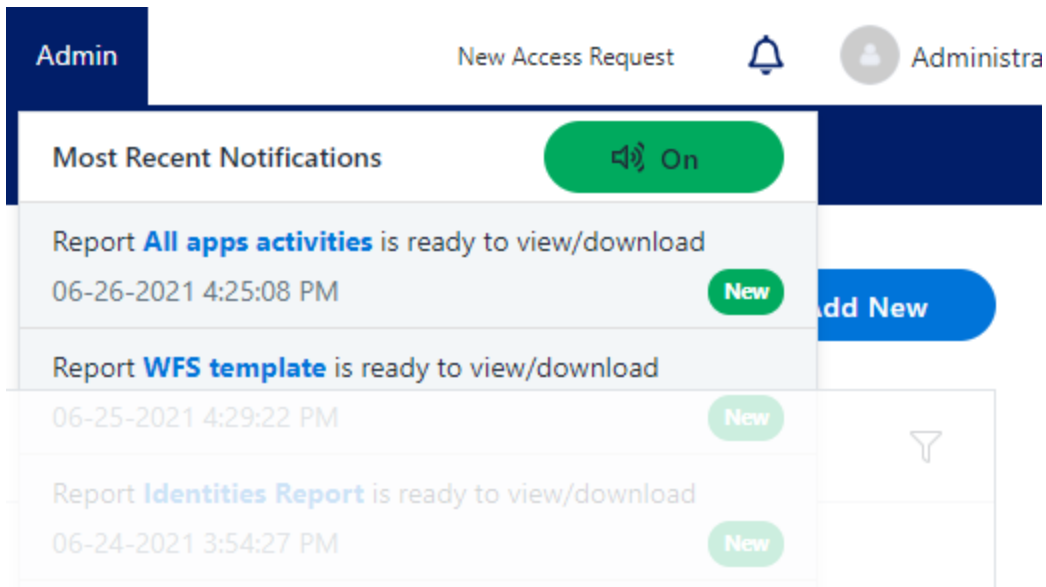 Admin
New Access Request
Administra
Most Recent Notifications
On
Report All apps activities is ready to view/download
06-26-2021 4:25:08 PM
New
Add New
Report WFS template is ready to view/download
06-25-2021 4:29:22 PM
New
Report Identities Report is ready to view/download
06-24-2021 3:54:27 PM
New